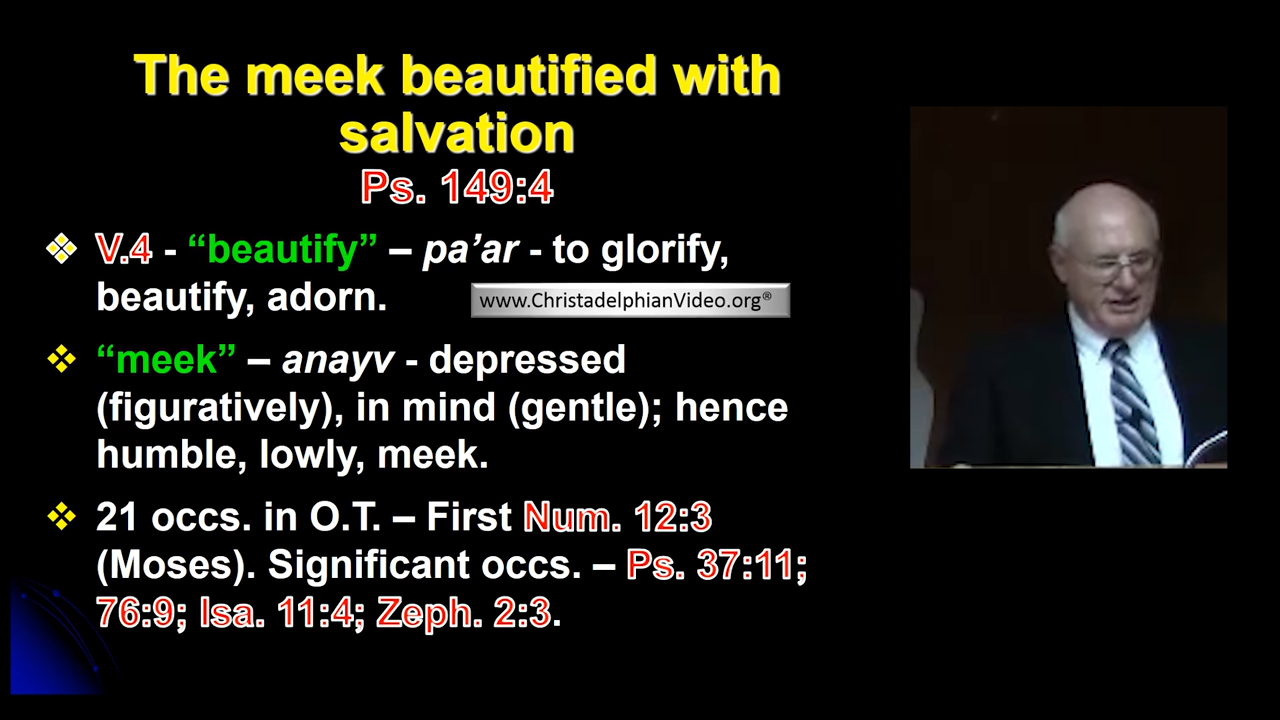 The meek beautified with
salvation
Ps. 149:4
V.4 - “beautify” – pa’ar - to glorify,
beautify, adorn.
www.ChristadelphianVideo.org®
“meek” – anayv - depressed
(figuratively), in mind (gentle); hence
humble, lowly, meek.
21 occs. in O.T. – First Num. 12:3
(Moses). Significant occs. – Ps. 37:11;
76:9; Isa. 11:4; Zeph. 2:3.